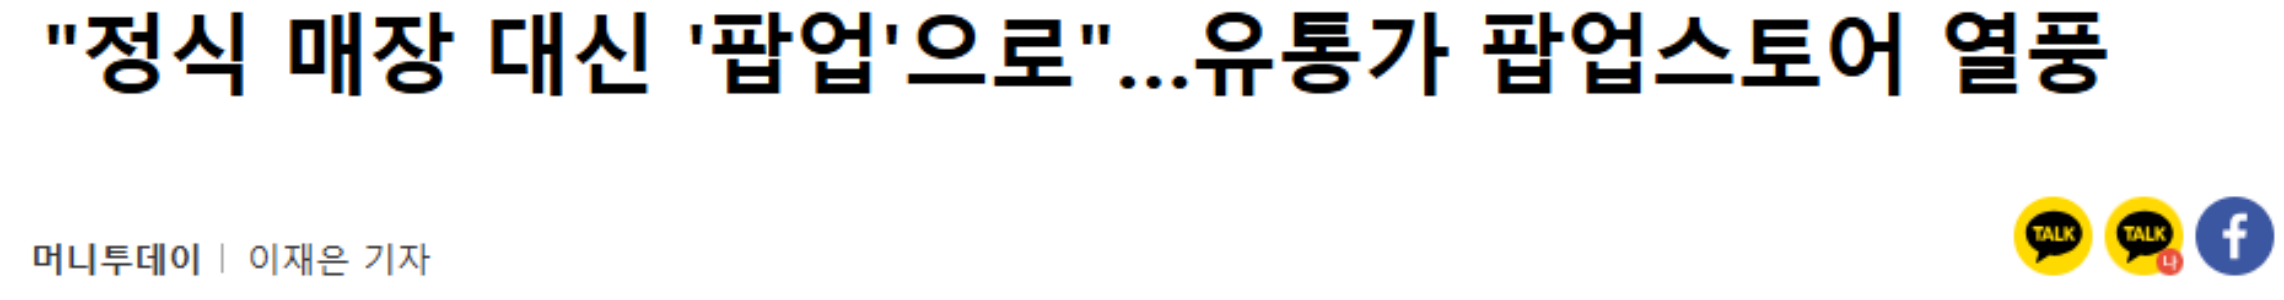 "정식 매장 대신 '팝업'으로"...유통가 팝업스토어 열풍
머니투데이 | 이재은 기자
TALK TALK 나 f